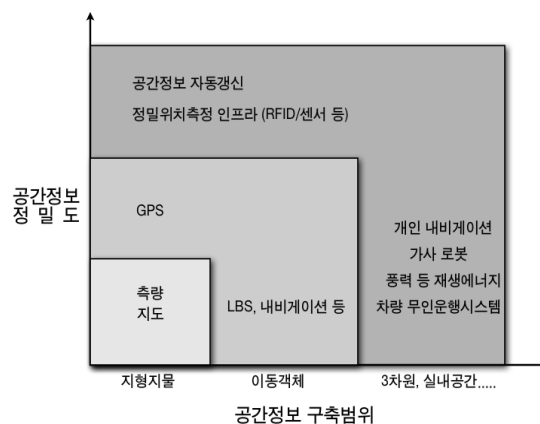 공간정보 자동갱신
정밀위치측정 인프라 (RFID/센서 등)
공간정보
정 밀 도
GPS
개인 내비게이션
가사 로봇
풍력 등 재생에너지
차량 무인운행시스템
측량
지도
LBS, 내비게이션 등
지형지물
이동객체
3차원, 실내공간.....
공간정보 구축범위